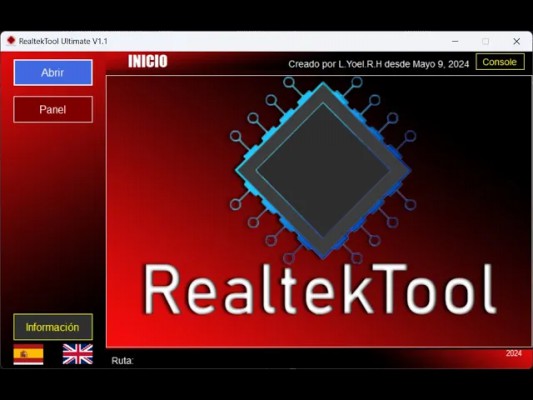 RealtekTool Ultimate V1.1
Abrir
INICIO
Creado por L.Yoel.R.H desde Mayo 9, 2024
Console
Panel
RealtekTool
Información
Ruta:
2024